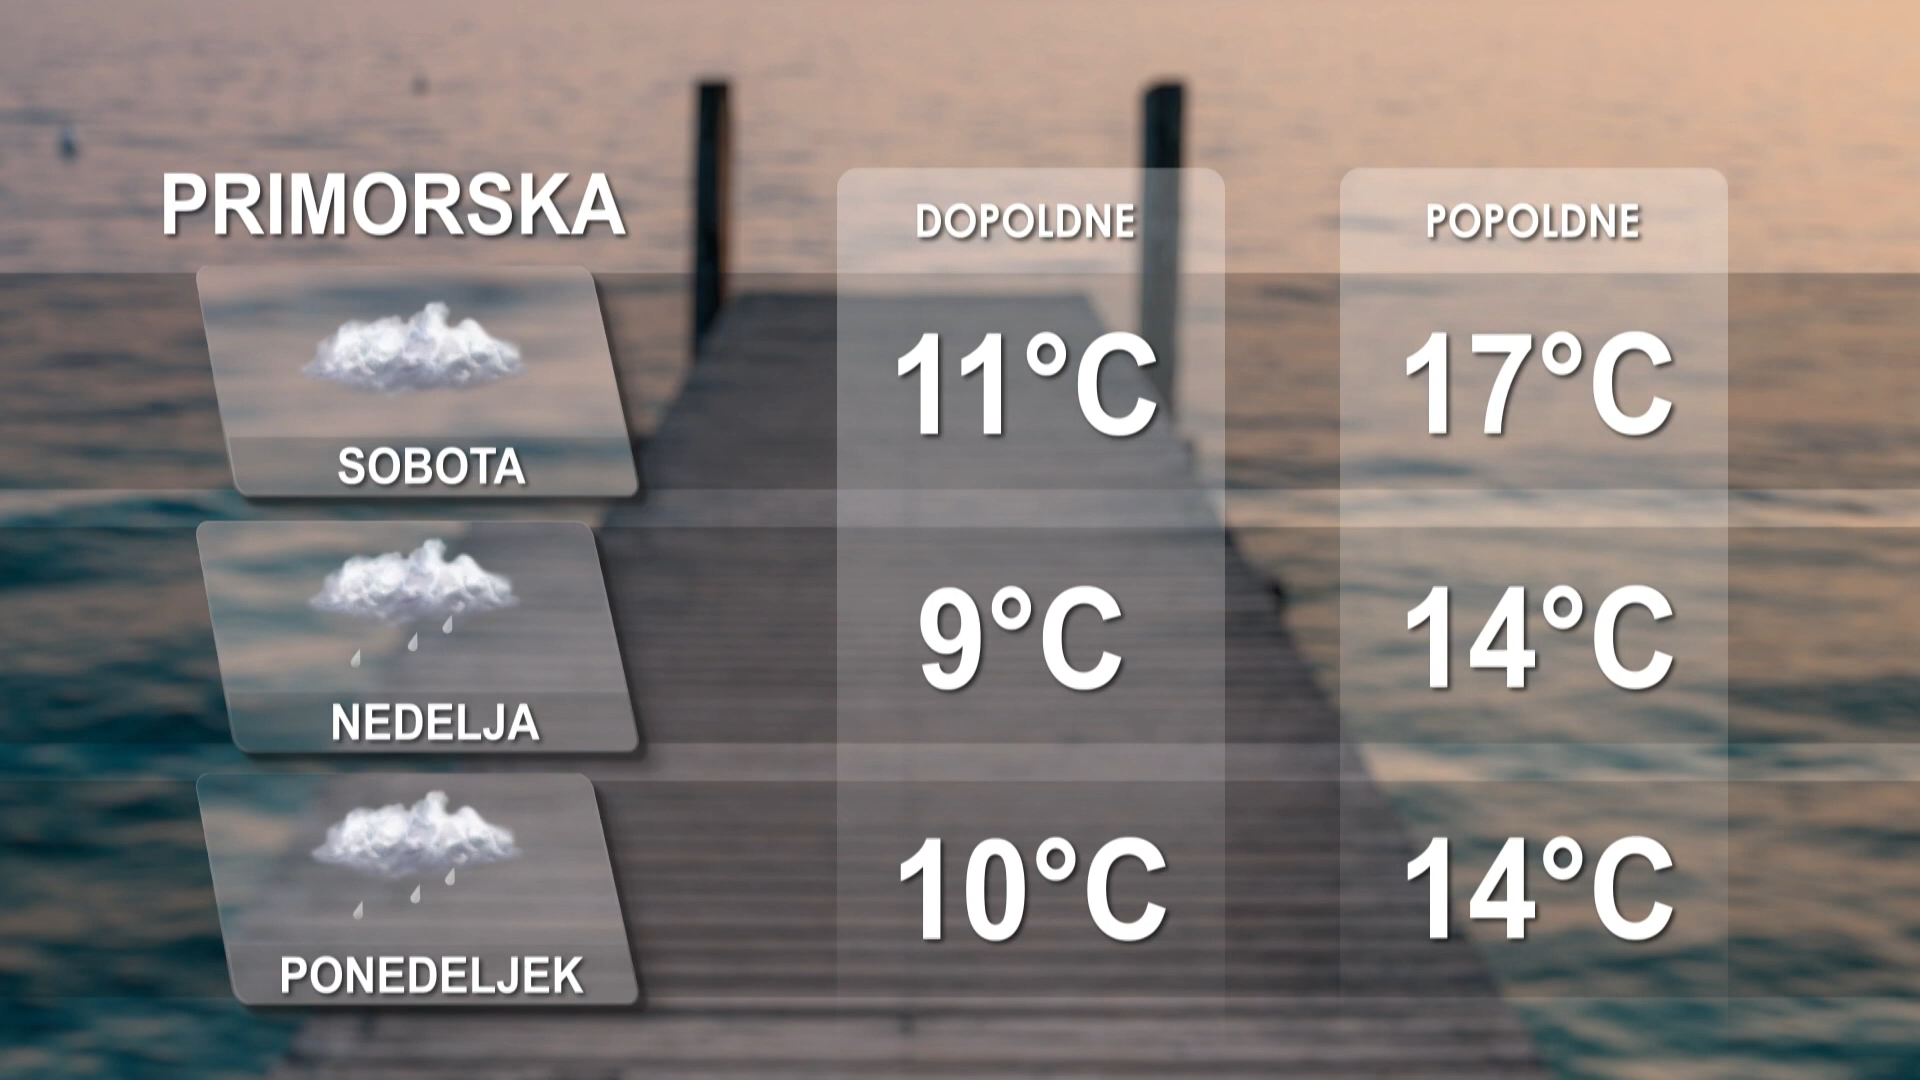 PRIMORSKA
DOPOLDNE
POPOLDNE
SOBOTA
11°C
17°C
NEDELJA
9°C
14°C
PONEDELJEK
10°C
14°C